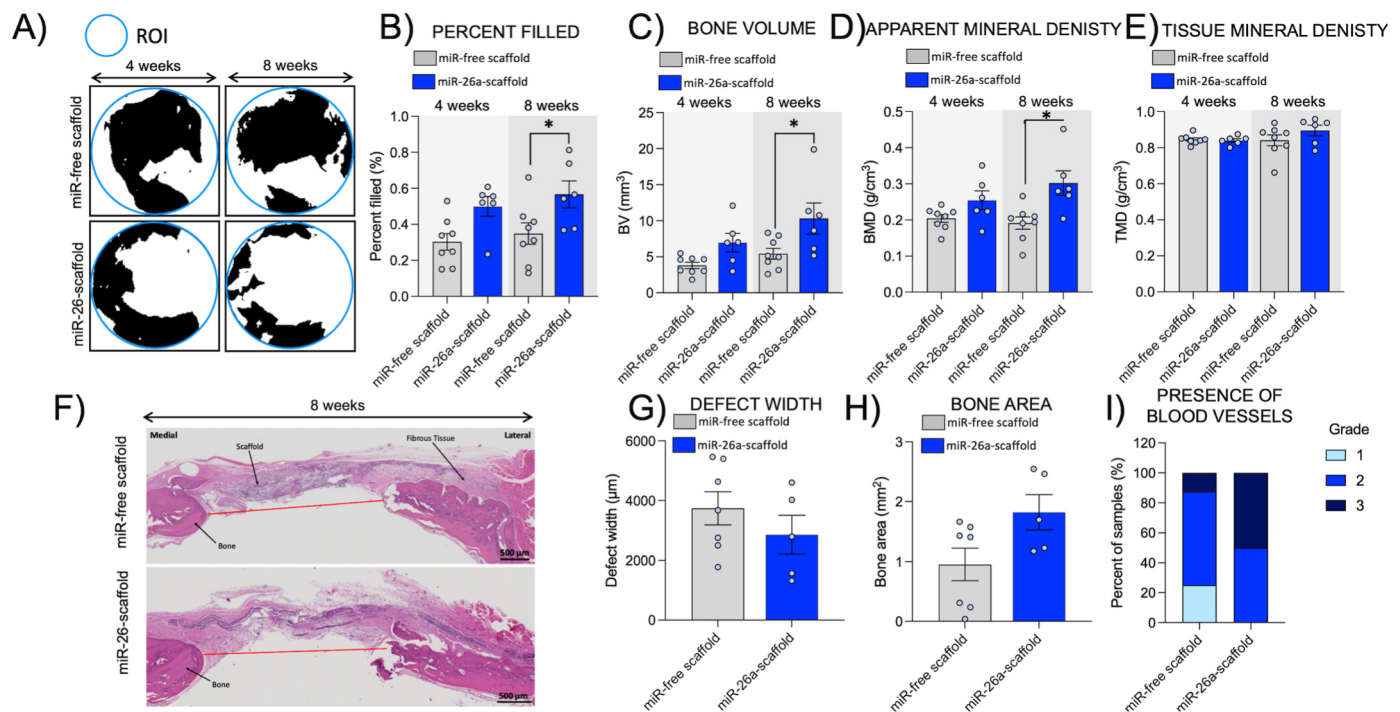 A)
ROI
4 weeks
8 weeks
miR-free scaffold
miR-26-scaffold
B)
PERCENT FILLED
miR-free scaffold
miR-26a-scaffold
4 weeks
8 weeks
*
Percent filled (%)
1.0
0.8
0.6
0.4
0.2
0.0
miR-free scaffold
miR-26a-scaffold
miR-free scaffold
miR-26a-scaffold
C)
BONE VOLUME
miR-free scaffold
miR-26a-scaffold
4 weeks
8 weeks
*
BV (mm³)
25
20
15
10
5
0
miR-free scaffold
miR-26a-scaffold
miR-free scaffold
miR-26a-scaffold
D)
APPARENT MINERAL DENISTY
miR-free scaffold
miR-26a-scaffold
4 weeks
8 weeks
*
BMD (g/cm³)
0.5
0.4
0.3
0.2
0.1
0.0
miR-free scaffold
miR-26a-scaffold
miR-free scaffold
miR-26a-scaffold
E)
TISSUE MINERAL DENISTY
miR-free scaffold
miR-26a-scaffold
4 weeks
8 weeks
TMD (g/cm³)
1.0
0.8
0.6
0.4
0.2
0.0
miR-free scaffold
miR-26a-scaffold
miR-free scaffold
miR-26a-scaffold
F)
8 weeks
miR-free scaffold
Medial
Scaffold
Fibrous Tissue
Lateral
Bone
500 µm
miR-26-scaffold
Bone
500 µm
G)
DEFECT WIDTH
miR-free scaffold
miR-26a-scaffold
Defect width (µm)
6000
4000
2000
0
miR-free scaffold
miR-26a-scaffold
H)
BONE AREA
miR-free scaffold
miR-26a-scaffold
Bone area (mm²)
3
2
1
0
miR-free scaffold
miR-26a-scaffold
I)
PRESENCE OF
BLOOD VESSELS
Percent of samples (%)
120
100
80
60
40
20
0
miR-free scaffold
miR-26a-scaffold
Grade
1
2
3